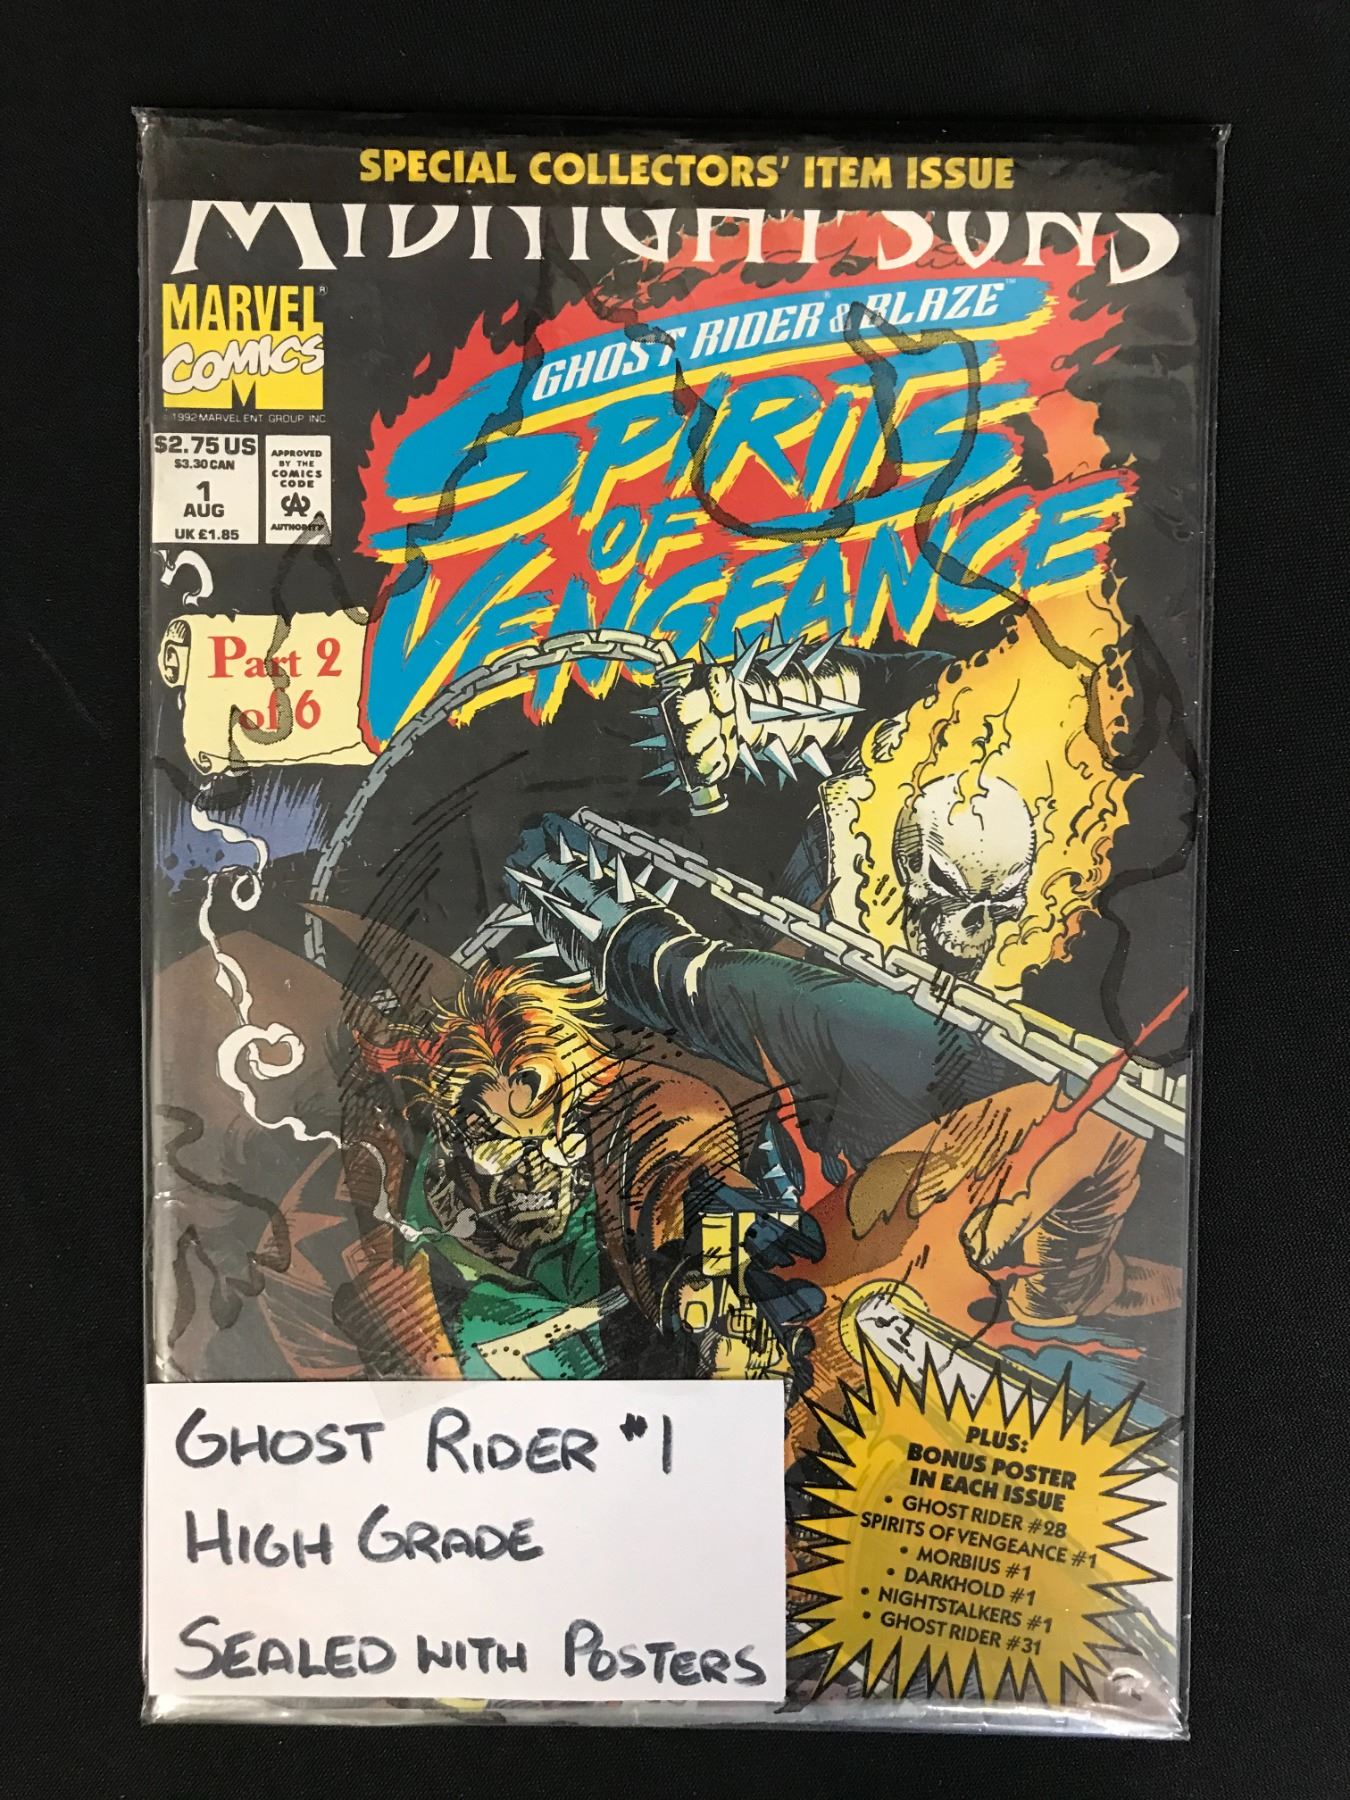 SPECIAL COLLECTORS' ITEM ISSUE
MIDNIGHT SONS
MARVEL ®
COMICS
© 1992 MARVEL ENT GROUP INC
GHOST RIDER® & BLAZE™
SPIRITS
OF
VENGEANCE
$2.75 US
$3.30 CAN
1
AUG
UK £1.85
APPROVED
BY THE
COMICS
CODE
CA
AUTHORITY
Part 2
of 6
GHOST RIDER #1
HIGH GRADE
SEALED WITH POSTERS
PLUS:
BONUS POSTER
IN EACH ISSUE
• GHOST RIDER #28
SPIRITS OF VENGEANCE #1
• MORBIUS #1
• DARKHOLD #1
• NIGHTSTALKERS #1
• GHOST RIDER #31